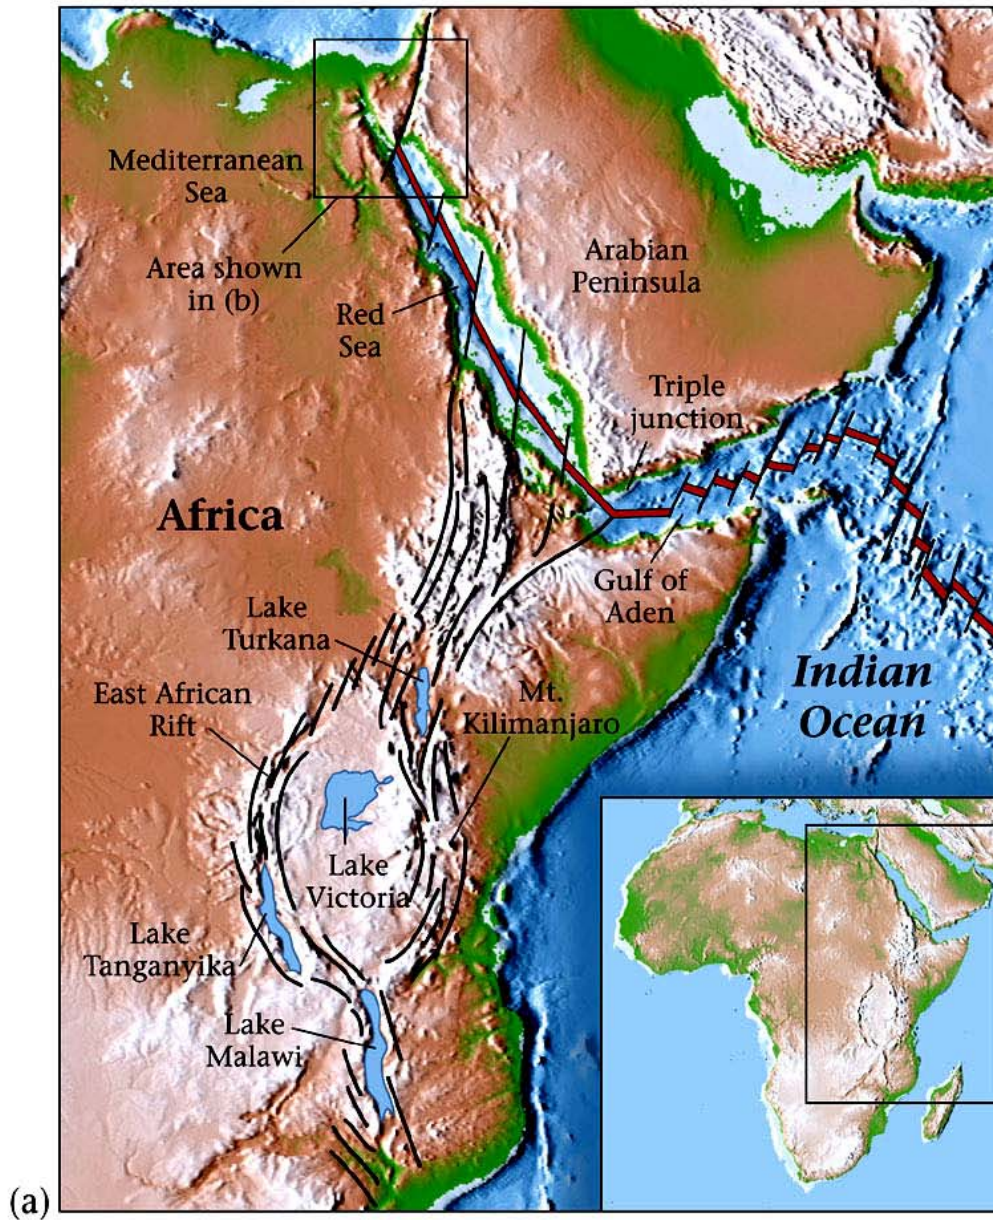 Mediterranean
Sea
Area shown
in (b)
Red
Sea
Arabian
Peninsula
Triple
junction
Africa
Gulf of
Aden
Lake
Turkana
East African
Rift
Mt.
Kilimanjaro
Indian
Ocean
Lake
Victoria
Lake
Tanganyika
Lake
Malawi
(a)